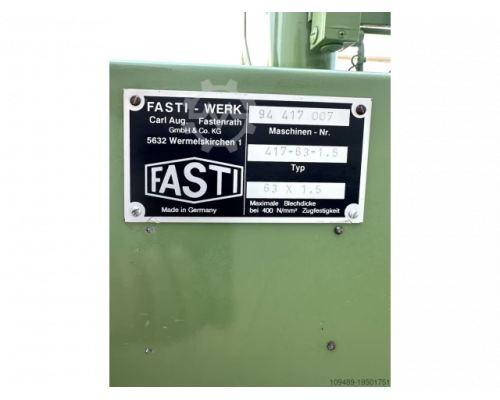 FASTI - WERK
Carl Aug. Fastenrath
GmbH & Co. KG
5632 Wermelskirchen 1
FASTI
Made in Germany
94 417 007
Maschinen - Nr.
417-63-1.5
Typ
63 X 1.5
Maximale Blechdicke
bei 400 N/mm² Zugfestigkeit
109489-19501751